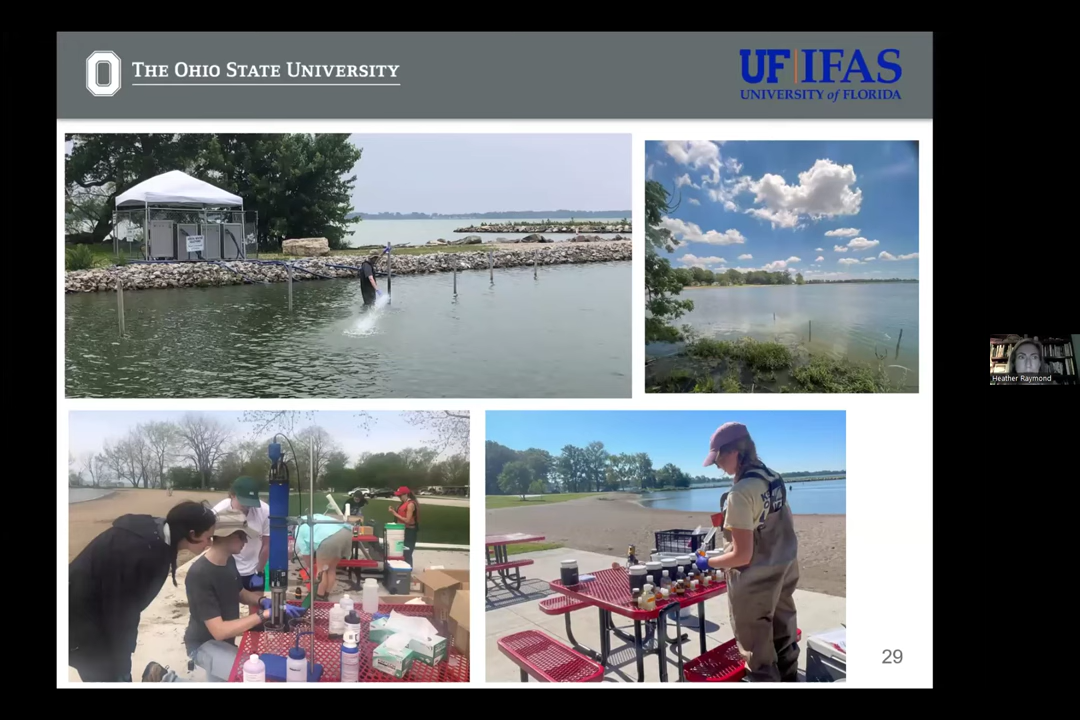 THE OHIO STATE UNIVERSITY
UF|IFAS
UNIVERSITY of FLORIDA
Heather Raymond
29